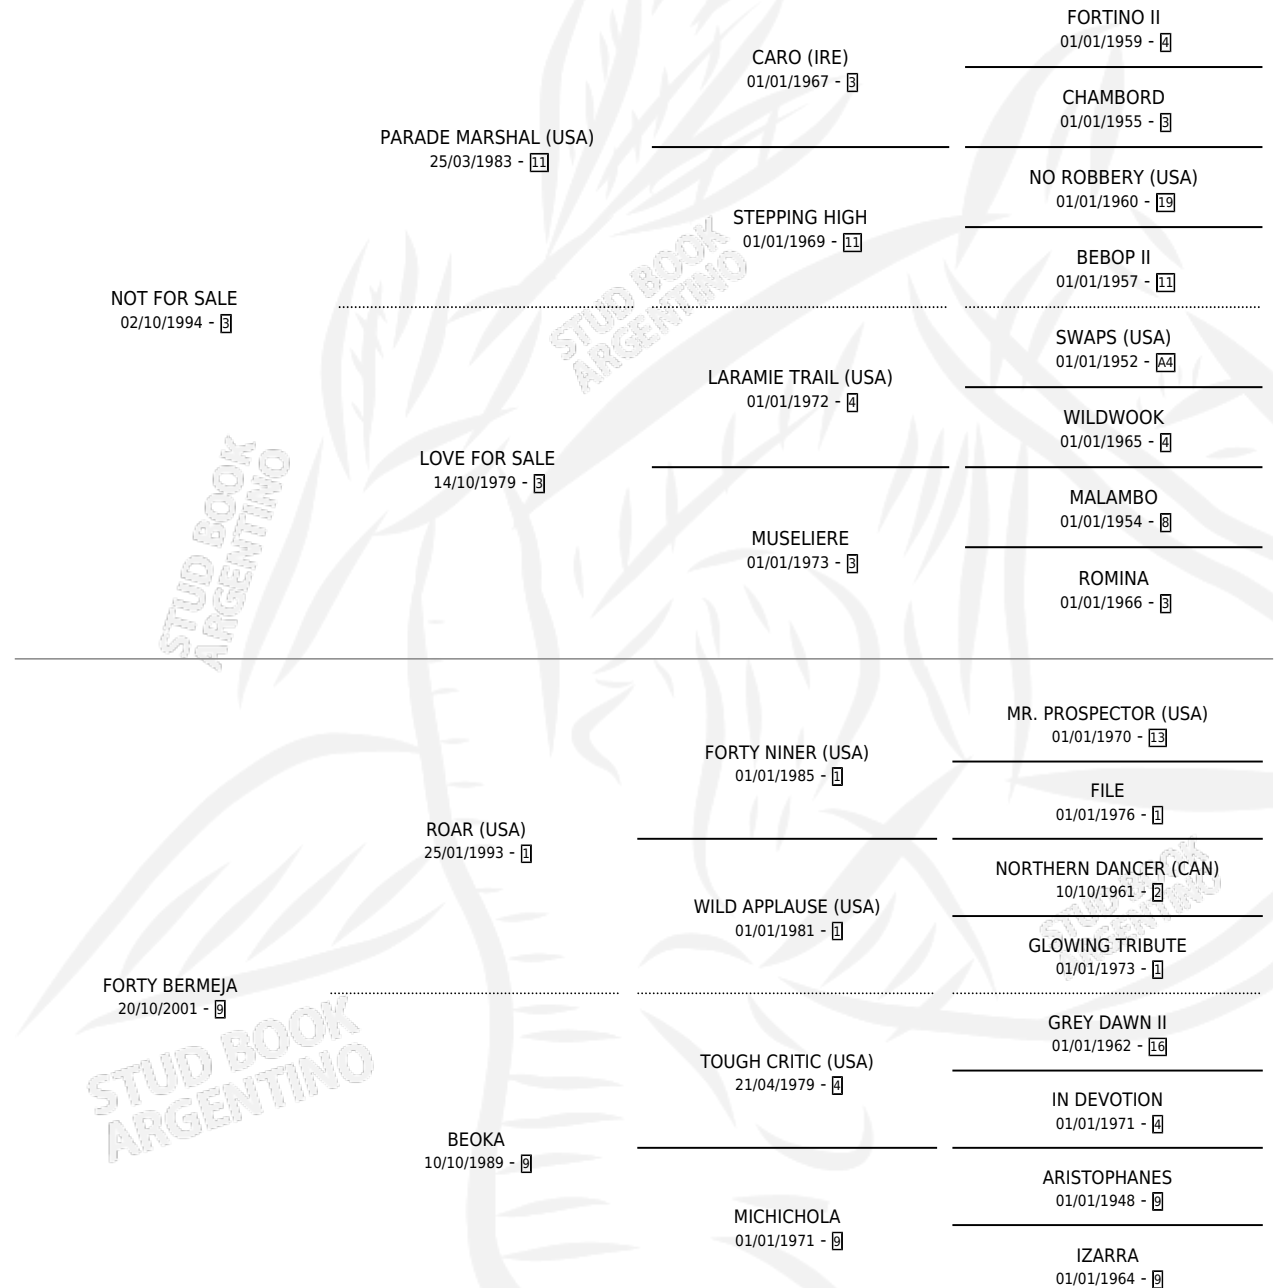 FORTINO II
01/01/1959 - 4
CARO (IRE)
01/01/1967 - 3
CHAMBORD
01/01/1955 - 3
PARADE MARSHAL (USA)
25/03/1983 - 11
NO ROBBERY (USA)
01/01/1960 - 19
STEPPING HIGH
01/01/1969 - 11
BEBOP II
01/01/1957 - 11
NOT FOR SALE
02/10/1994 - 3
SWAPS (USA)
01/01/1952 - A4
LARAMIE TRAIL (USA)
01/01/1972 - 4
WILDWOOK
01/01/1965 - 4
LOVE FOR SALE
14/10/1979 - 3
MALAMBO
01/01/1954 - 8
MUSELIERE
01/01/1973 - 3
ROMINA
01/01/1966 - 3
STUD BOOK
ARGENTINO
STUD BOOK
ARGENTINO
MR. PROSPECTOR (USA)
01/01/1970 - 13
FORTY NINER (USA)
01/01/1985 - 1
FILE
01/01/1976 - 1
ROAR (USA)
25/01/1993 - 1
NORTHERN DANCER (CAN)
10/10/1961 - 2
WILD APPLAUSE (USA)
01/01/1981 - 1
GLOWING TRIBUTE
01/01/1973 - 1
FORTY BERMEJA
20/10/2001 - 9
GREY DAWN II
01/01/1962 - 16
TOUGH CRITIC (USA)
21/04/1979 - 4
IN DEVOTION
01/01/1971 - 4
BEOKA
10/10/1989 - 9
ARISTOPHANES
01/01/1948 - 9
MICHICHOLA
01/01/1971 - 9
IZARRA
01/01/1964 - 9
STUD BOOK
ARGENTINO
STUD BOOK
ARGENTINO